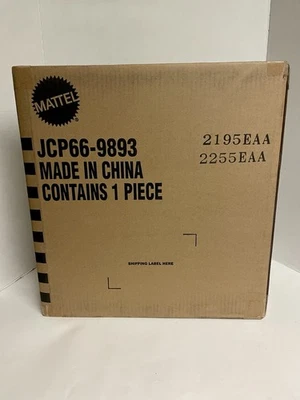 MATTEL
JCP66-9893
MADE IN CHINA
CONTAINS 1 PIECE
2195EAA
2255EAA
SHIPPING LABEL HERE